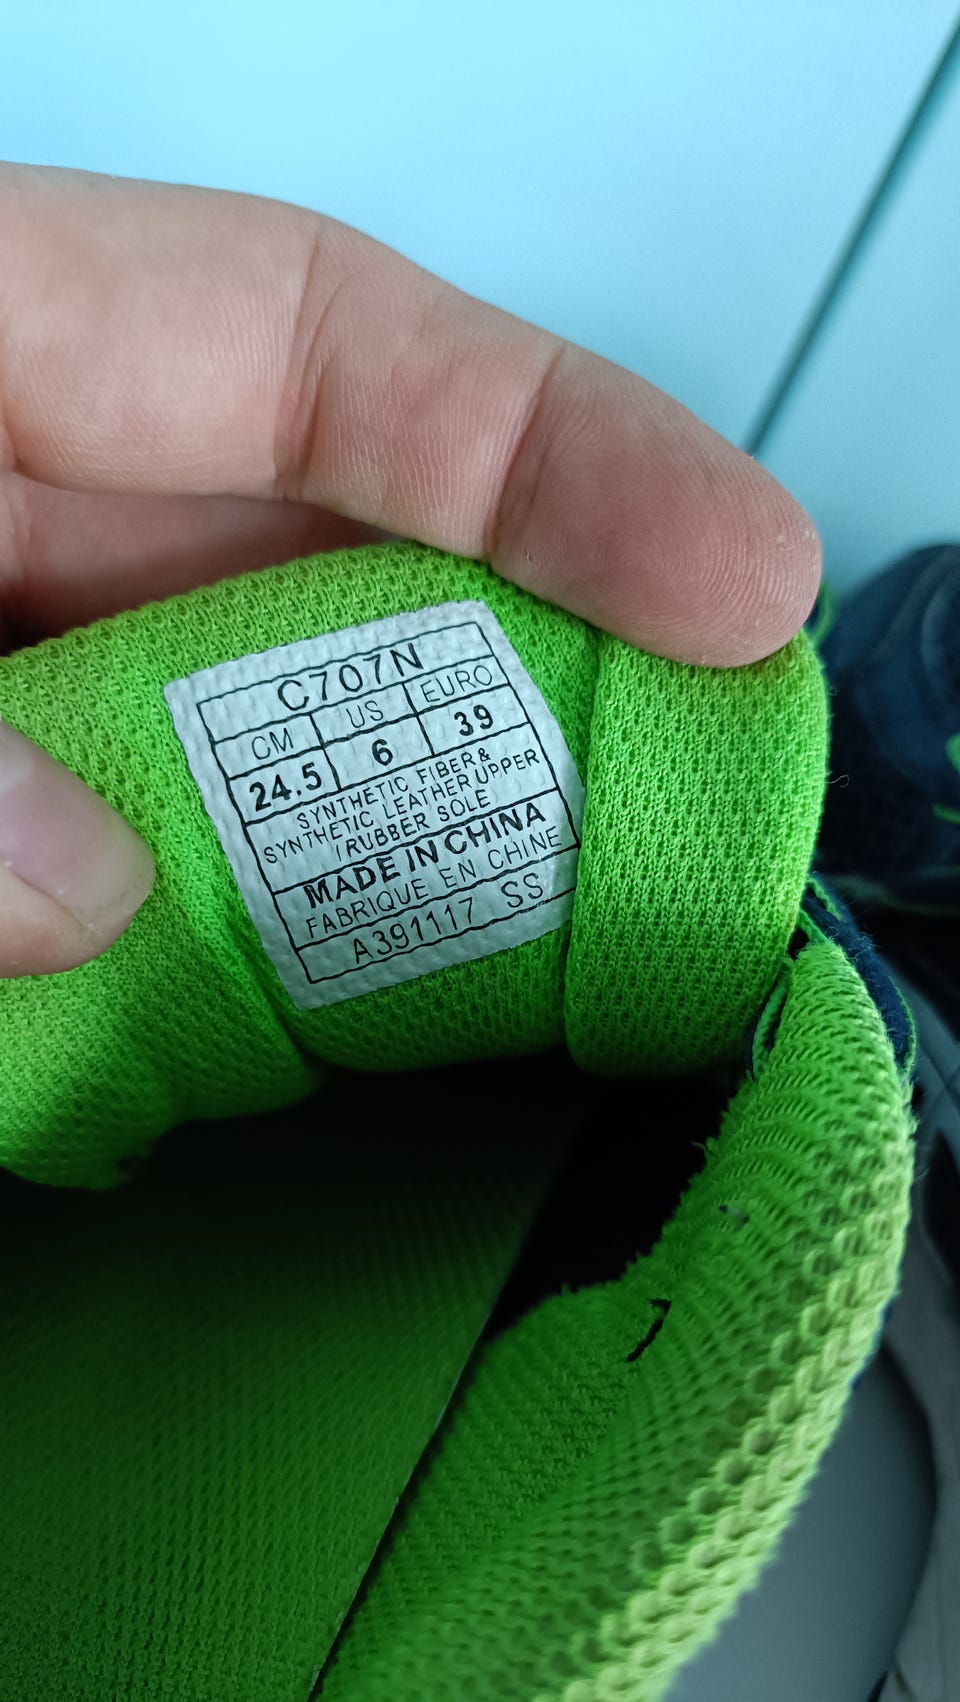 C707N
CM US EURO
24.5 6 39
SYNTHETIC FIBER &
SYNTHETIC LEATHER UPPER
/ RUBBER SOLE
MADE IN CHINA
FABRIQUE EN CHINE
A391117 SS